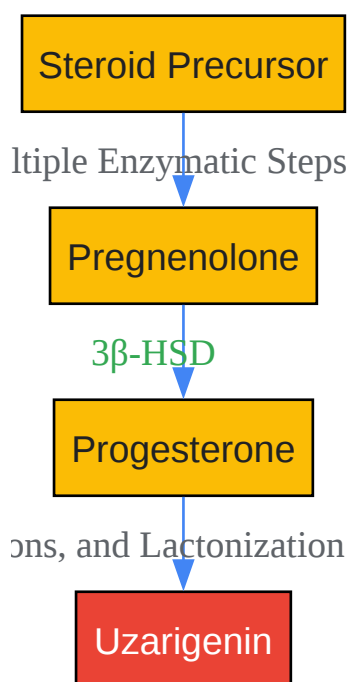 Steroid Precursor
ltiple Enzymatic Steps
Pregnenolone
3β-HSD
Progesterone
ons, and Lactonization
Uzarigenin